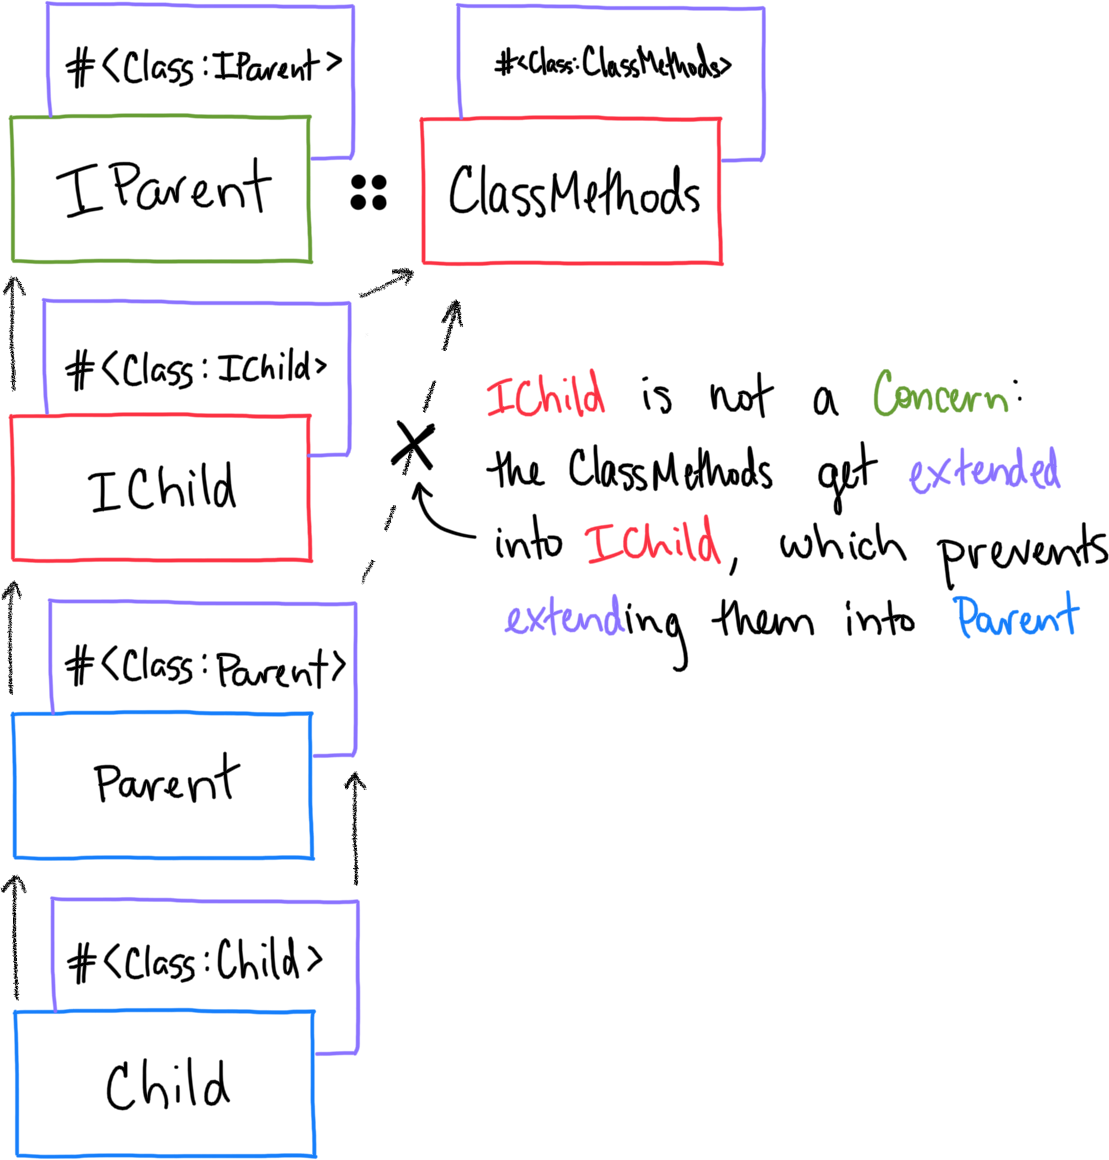 #<Class:IParent>
#<Class:ClassMethods>
IParent
::
ClassMethods
#<Class:IChild>
IChild
IChild is not a Concern:
the ClassMethods get extended
into IChild, which prevents
extending them into Parent
#<Class:Parent>
Parent
#<Class:Child>
Child